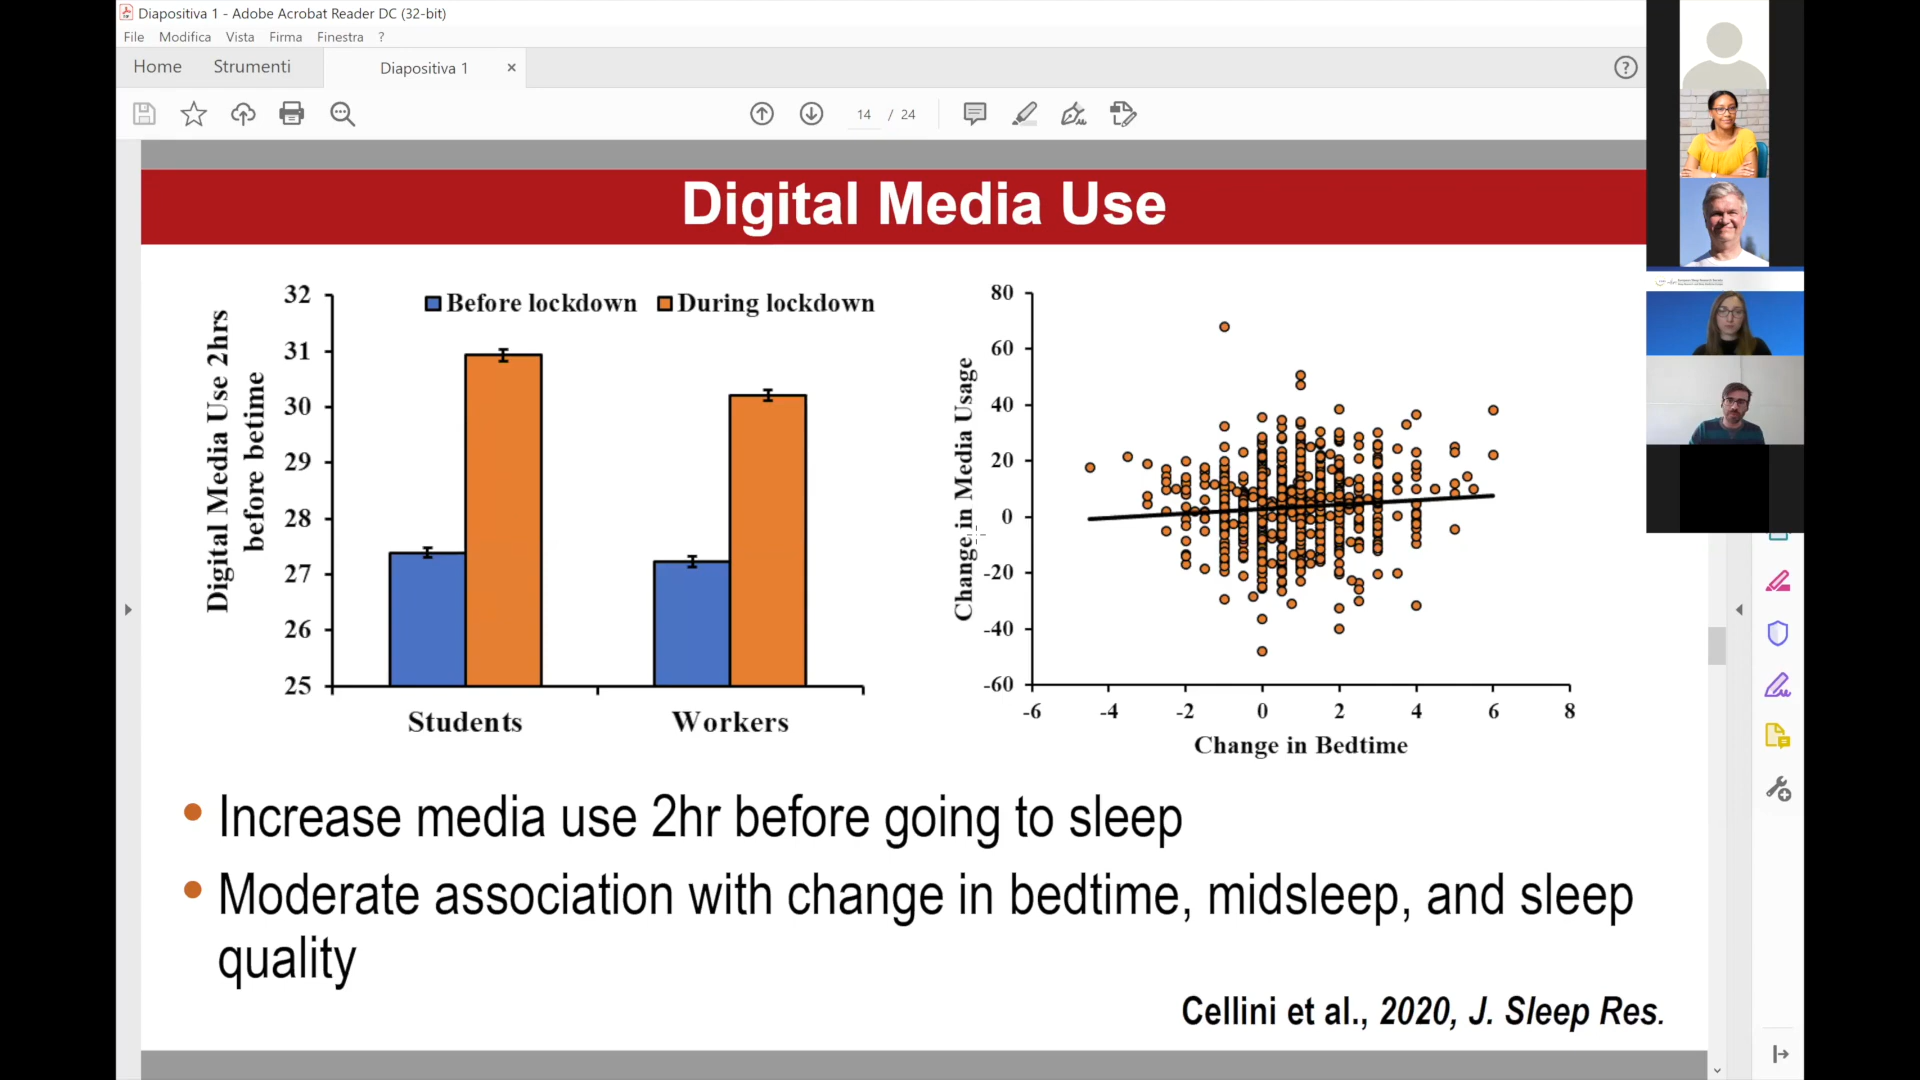 Diapositiva 1 - Adobe Acrobat Reader DC (32-bit)
File Modifica Vista Firma Finestra ?
Home Strumenti Diapositiva 1 ×
14 / 24
Digital Media Use
Digital Media Use 2hrs
before betime
Before lockdown During lockdown
32
31
30
29
28
27
26
25
Students Workers
Change in Media Usage
80
60
40
20
0
-20
-40
-60
-6 -4 -2 0 2 4 6 8
Change in Bedtime
• Increase media use 2hr before going to sleep
• Moderate association with change in bedtime, midsleep, and sleep
quality
Cellini et al., 2020, J. Sleep Res.